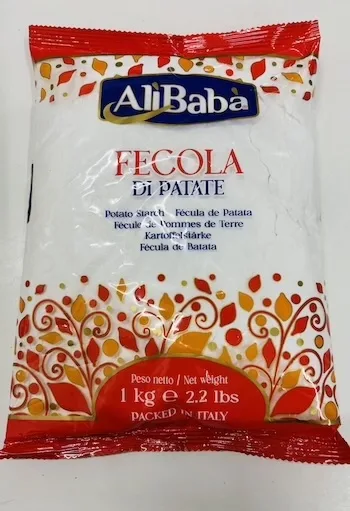 AliBabà
FECOLA
DI PATATE
Potato Starch - Fécula de Patata
Fécule de Pommes de Terre
Kartoffelstärke
Fécula de Batata
Peso netto / Net weight
1 kg e 2.2 lbs
PACKED IN ITALY